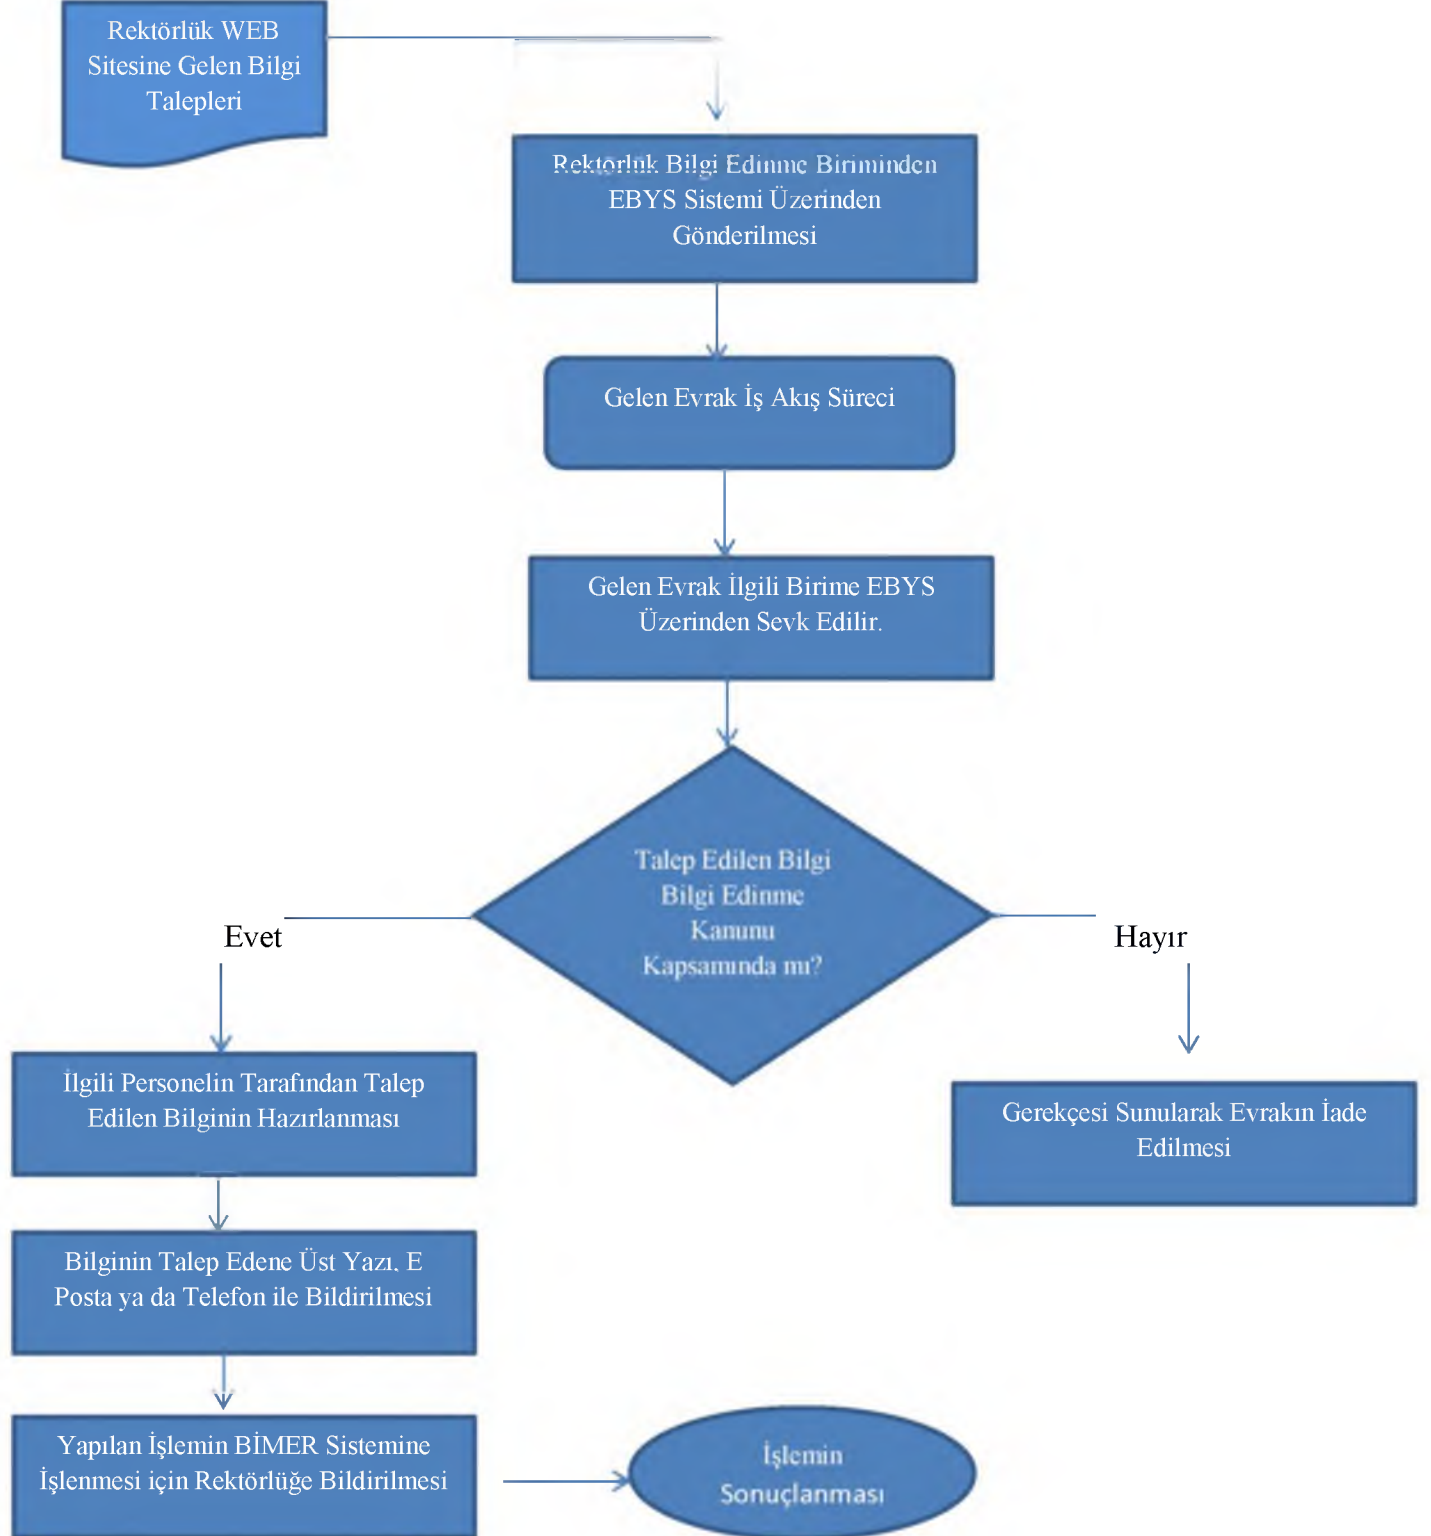 Rektörlük WEB
Sitesine Gelen Bilgi
Talepleri
Rektörlük Bilgi Edinme Biriminden
EBYS Sistemi Üzerinden
Gönderilmesi
Gelen Evrak İş Akış Süreci
Gelen Evrak İlgili Birime EBYS
Üzerinden Sevk Edilir.
Talep Edilen Bilgi
Bilgi Edinme
Kanunu
Kapsamında mı?
Evet
Hayır
İlgili Personelin Tarafından Talep
Edilen Bilginin Hazırlanması
Gerekçesi Sunularak Evrakın İade
Edilmesi
Bilginin Talep Edene Üst Yazı, E
Posta ya da Telefon ile Bildirilmesi
Yapılan İşlemin BİMER Sistemine
İşlenmesi için Rektörlüğe Bildirilmesi
İşlemin
Sonuçlanması